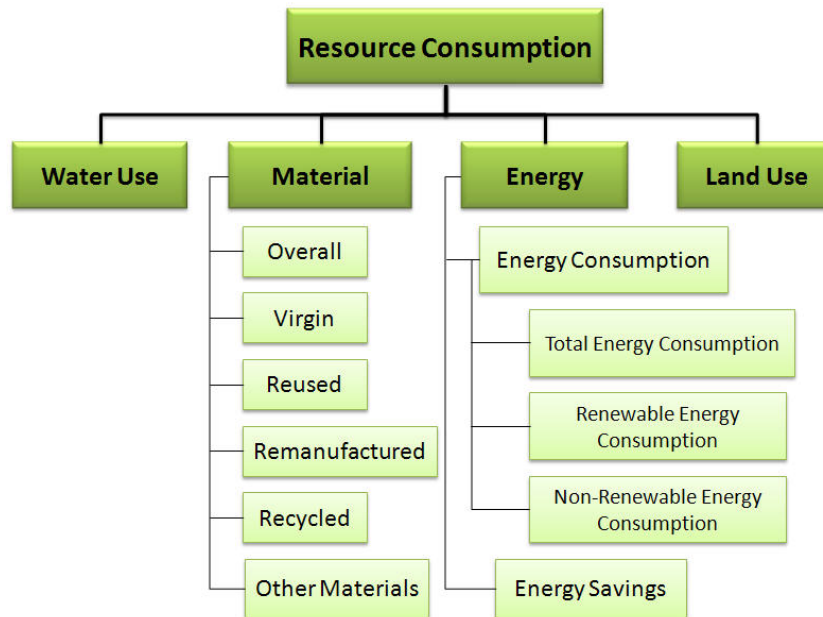 Resource Consumption
Water Use
Material
Energy
Land Use
Overall
Virgin
Reused
Remanufactured
Recycled
Other Materials
Energy Consumption
Total Energy Consumption
Renewable Energy
Consumption
Non-Renewable Energy
Consumption
Energy Savings